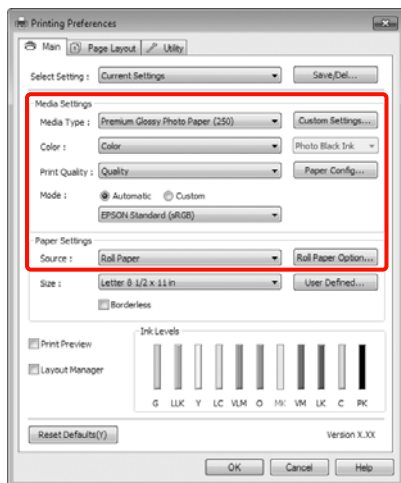 Printing Preferences
Main Page Layout Utility
Select Setting : Current Settings Save/Del...
Media Settings
Media Type : Premium Glossy Photo Paper (250) Custom Settings...
Color : Color Photo Black Ink
Print Quality : Quality Paper Config...
Mode : Automatic Custom
EPSON Standard (sRGB)
Paper Settings
Source : Roll Paper Roll Paper Option...
Size : Letter 8 1/2 x 11 in User Defined...
Borderless
Ink Levels
Print Preview
Layout Manager
G LLK Y LC VLM O MK VM LK C PK
Reset Defaults(Y) Version X.XX
OK Cancel Help